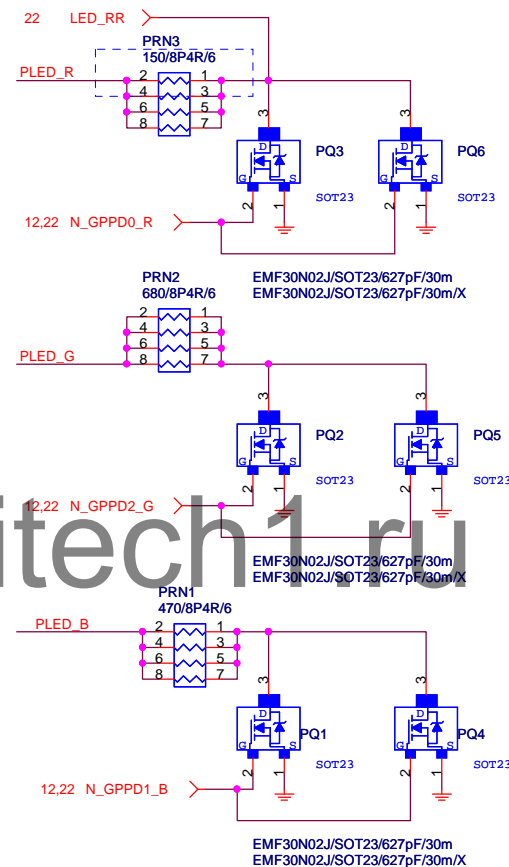 22 LED_RR
PRN3
150/8P4R/6
PLED_R
2 1
4 3
6 5
8 7
3 3
D D
PQ3 PQ6
G S G S
SOT23 SOT23
2 1 2 1
12,22 N_GPPD0_R
PRN2
680/8P4R/6
EMF30N02J/SOT23/627pF/30m
EMF30N02J/SOT23/627pF/30m/X
2 1
4 3
6 5
8 7
PLED_G
3 3
D D
PQ2 PQ5
G S G S
SOT23 SOT23
2 1 2 1
12,22 N_GPPD2_G
itech1.ru
EMF30N02J/SOT23/627pF/30m
EMF30N02J/SOT23/627pF/30m/X
PRN1
470/8P4R/6
PLED_B
2 1
4 3
6 5
8 7
3 3
D D
PQ1 PQ4
G S G S
SOT23 SOT23
2 1 2 1
12,22 N_GPPD1_B
EMF30N02J/SOT23/627pF/30m
EMF30N02J/SOT23/627pF/30m/X